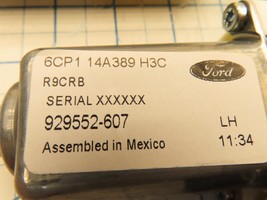 6CP1 14A389 H3C
Ford
R9CRB
SERIAL XXXXXX
929552-607 LH
Assembled in Mexico 11:34